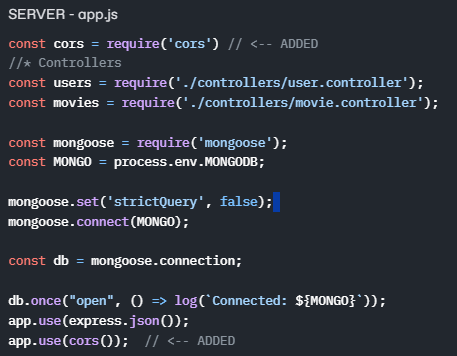 SERVER - app.js
const cors = require('cors') // <-- ADDED
//* Controllers
const users = require('./controllers/user.controller');
const movies = require('./controllers/movie.controller');
const mongoose = require('mongoose');
const MONGO = process.env.MONGODB;
mongoose.set('strictQuery', false);
mongoose.connect(MONGO);
const db = mongoose.connection;
db.once("open", () => log(`Connected: ${MONGO}`));
app.use(express.json());
app.use(cors());  // <-- ADDED